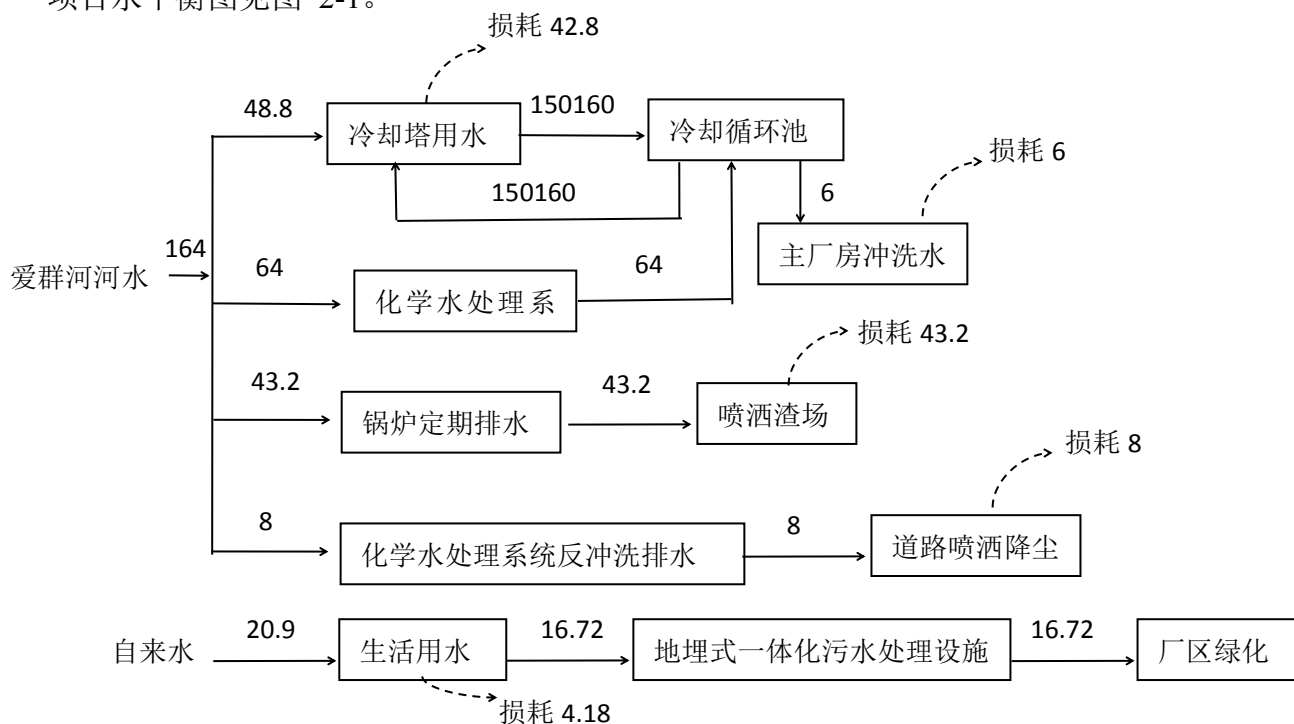 项目水平衡图见图 2-1。
损耗 42.8
48.8
冷却塔用水
150160
冷却循环池
损耗 6
150160
6
主厂房冲洗水
爱群河河水
164
64
化学水处理系
64
损耗 43.2
43.2
锅炉定期排水
43.2
喷洒渣场
损耗 8
8
化学水处理系统反冲洗排水
8
道路喷洒降尘
自来水
20.9
生活用水
16.72
地埋式一体化污水处理设施
16.72
厂区绿化
损耗 4.18